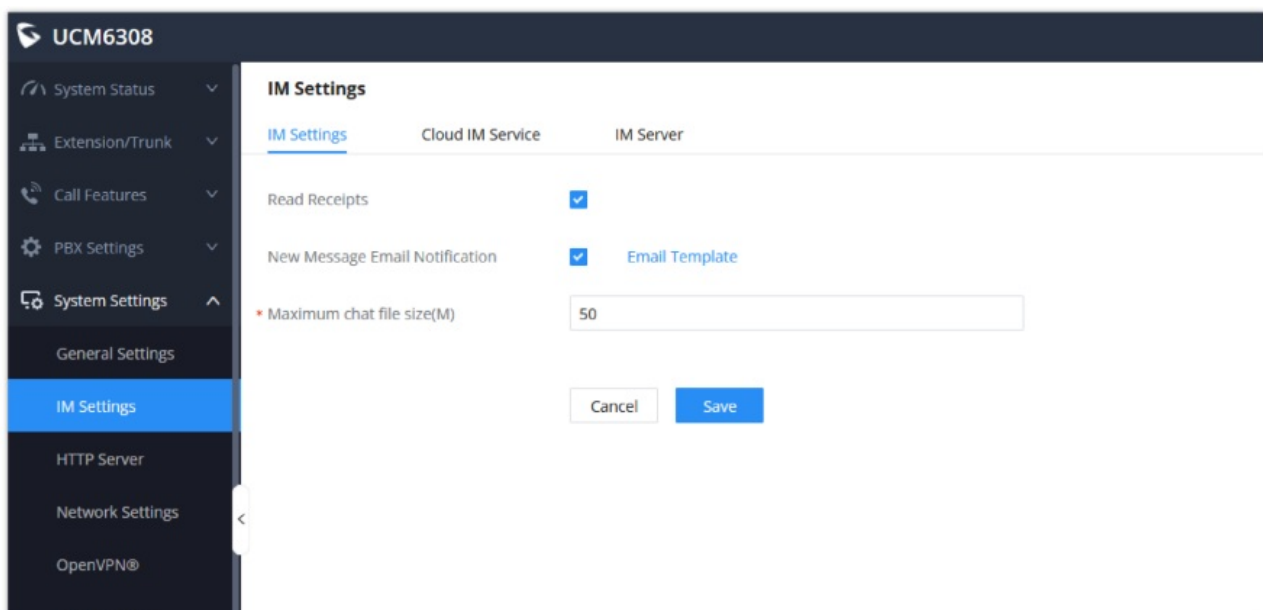 UCM6308
System Status
Extension/Trunk
Call Features
PBX Settings
System Settings
General Settings
IM Settings
HTTP Server
Network Settings
OpenVPN®
IM Settings
IM Settings Cloud IM Service IM Server
Read Receipts
New Message Email Notification Email Template
* Maximum chat file size(M) 50
Cancel Save